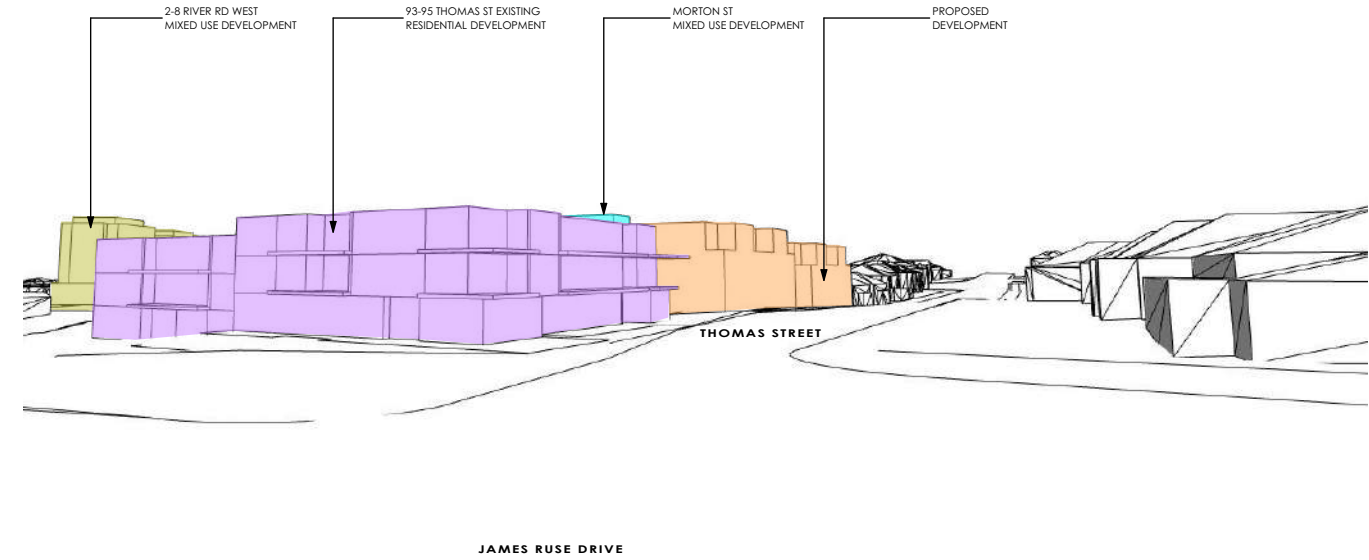 2-8 RIVER RD WEST
MIXED USE DEVELOPMENT
93-95 THOMAS ST EXISTING
RESIDENTIAL DEVELOPMENT
MORTON ST
MIXED USE DEVELOPMENT
PROPOSED
DEVELOPMENT
THOMAS STREET
JAMES RUSE DRIVE